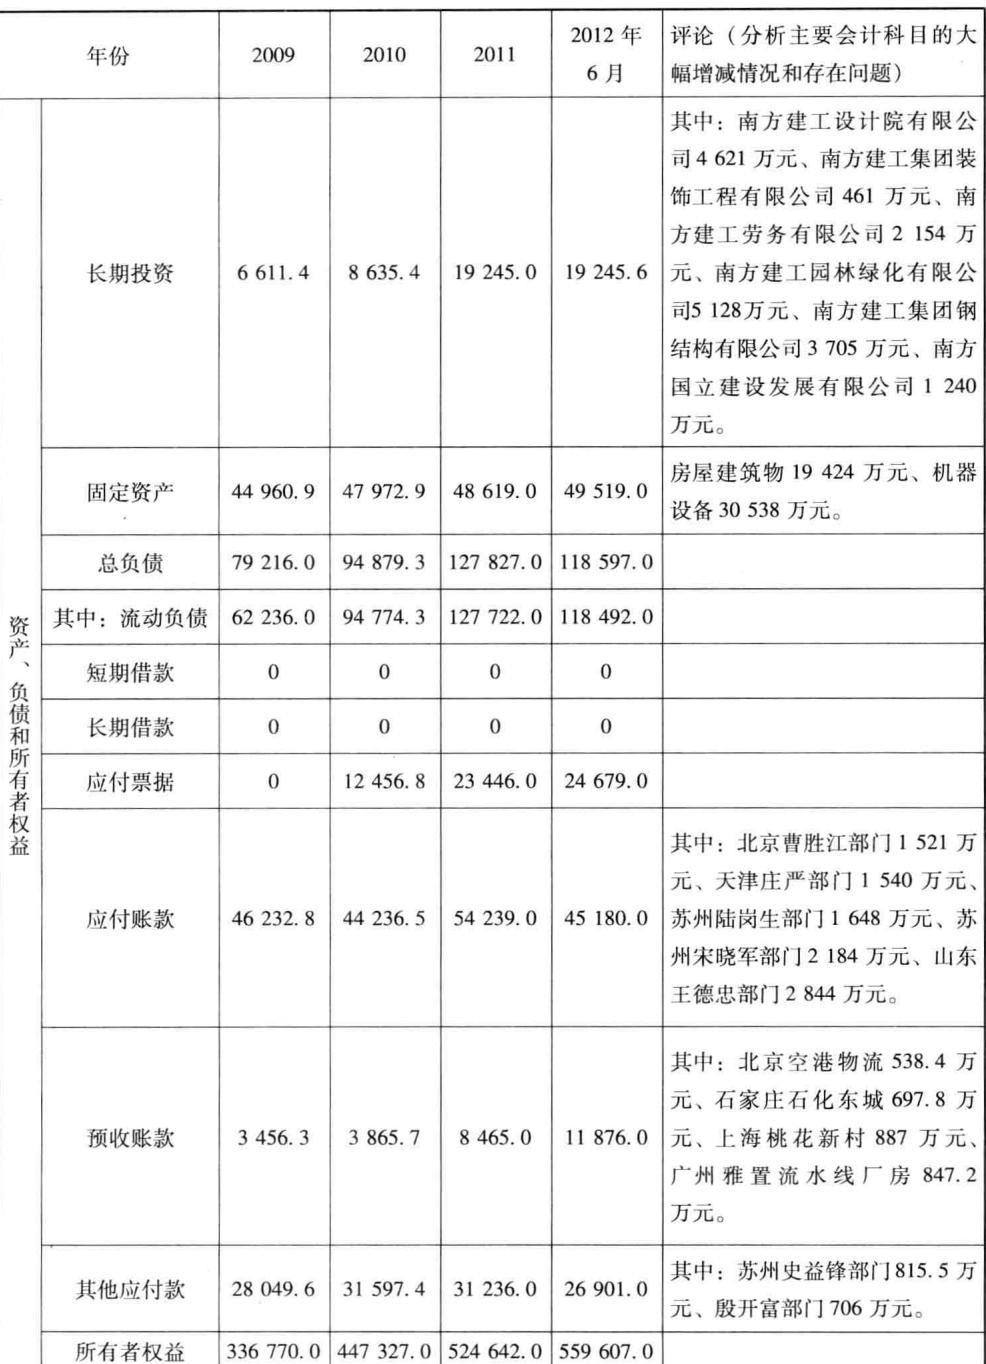 年份 2009 2010 2011 2012 年 6 月 评论（分析主要会计科目的大
幅增减情况和存在问题）
资产、负债和所有者权益
长期投资 6 611. 4 8 635. 4 19 245. 0 19 245. 6
其中：南方建工设计院有限公
司4 621 万元、南方建工集团装
饰工程有限公司 461 万元、南
方建工劳务有限公司 2 154 万
元、南方建工园林绿化有限公
司5 128万元、南方建工集团钢
结构有限公司 3 705 万元、南方
国立建设发展有限公司 1 240
万元。
固定资产 44 960. 9 47 972. 9 48 619. 0 49 519. 0
房屋建筑物 19 424 万元、机器
设备 30 538 万元。
总负债 79 216. 0 94 879. 3 127 827. 0 118 597. 0
其中：流动负债 62 236. 0 94 774. 3 127 722. 0 118 492. 0
短期借款 0 0 0 0
长期借款 0 0 0 0
应付票据 0 12 456. 8 23 446. 0 24 679. 0
应付账款 46 232. 8 44 236. 5 54 239. 0 45 180. 0
其中：北京曹胜江部门 1 521 万
元、天津庄严部门 1 540 万元、
苏州陆岗生部门 1 648 万元、苏
州宋晓军部门 2 184 万元、山东
王德忠部门 2 844 万元。
预收账款 3 456. 3 3 865. 7 8 465. 0 11 876. 0
其中：北京空港物流 538. 4 万
元、石家庄石化东城 697. 8 万
元、上海桃花新村 887 万元、
广州雅置流水线厂房 847. 2
万元。
其他应付款 28 049. 6 31 597. 4 31 236. 0 26 901. 0
其中：苏州史益锋部门815. 5 万
元、殷开富部门 706 万元。
所有者权益 336 770. 0 447 327. 0 524 642. 0 559 607. 0